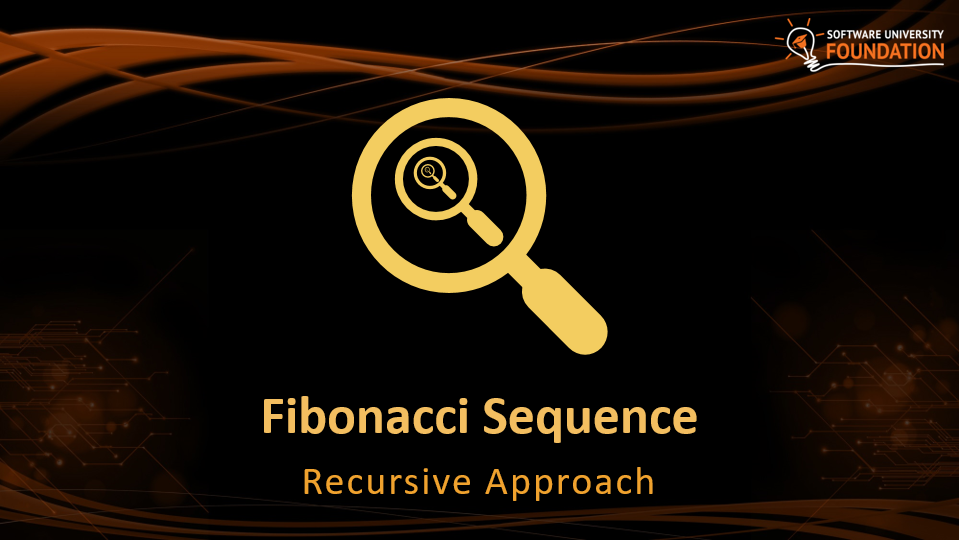 SOFTWARE UNIVERSITY
FOUNDATION
Fibonacci Sequence
Recursive Approach